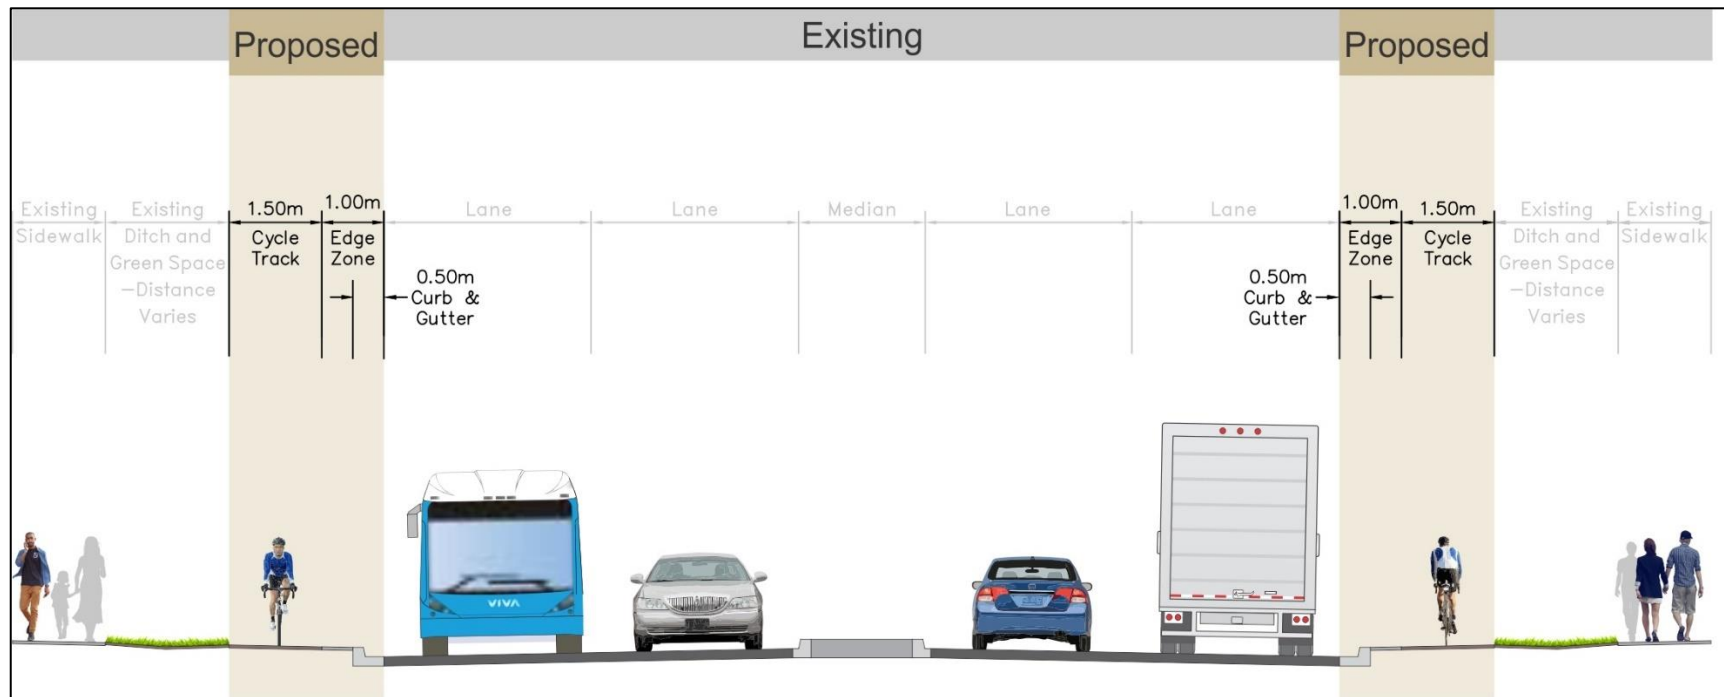 Proposed
Existing
Proposed
Existing
Sidewalk
Existing
Ditch and
Green Space
—Distance
Varies
1.50m
Cycle
Track
1.00m
Edge
Zone
0.50m
Curb &
Gutter
Lane
Lane
Median
Lane
Lane
1.00m
Edge
Zone
0.50m
Curb &
Gutter
1.50m
Cycle
Track
Existing
Ditch and
Green Space
—Distance
Varies
Existing
Sidewalk
VIVA